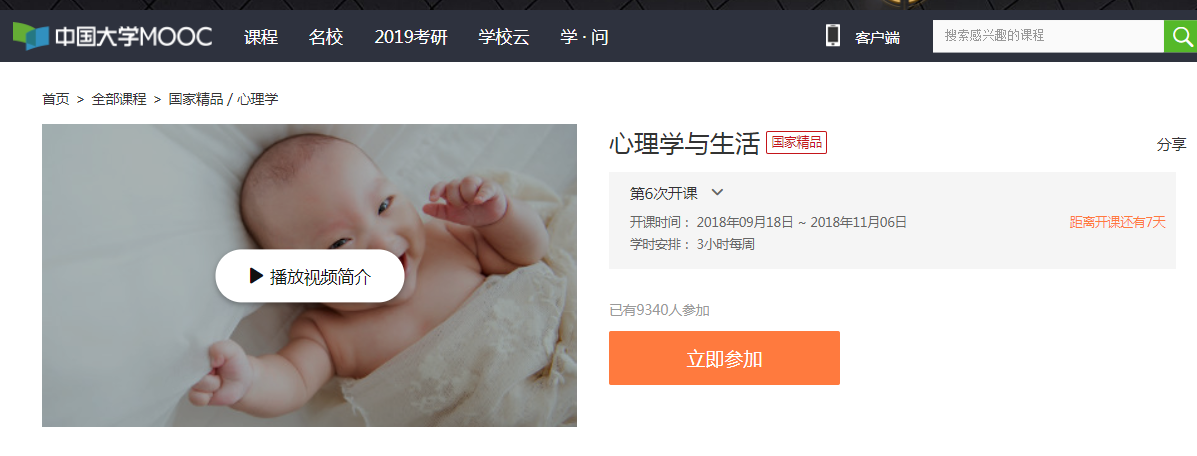 中国大学MOOC 课程 名校 2019考研 学校云 学·问 客户端 搜索感兴趣的课程
首页 > 全部课程 > 国家精品 / 心理学
心理学与生活 国家精品 分享
第6次开课
开课时间： 2018年09月18日 ~ 2018年11月06日 距离开课还有7天
学时安排： 3小时每周
播放视频简介
已有9340人参加
立即参加